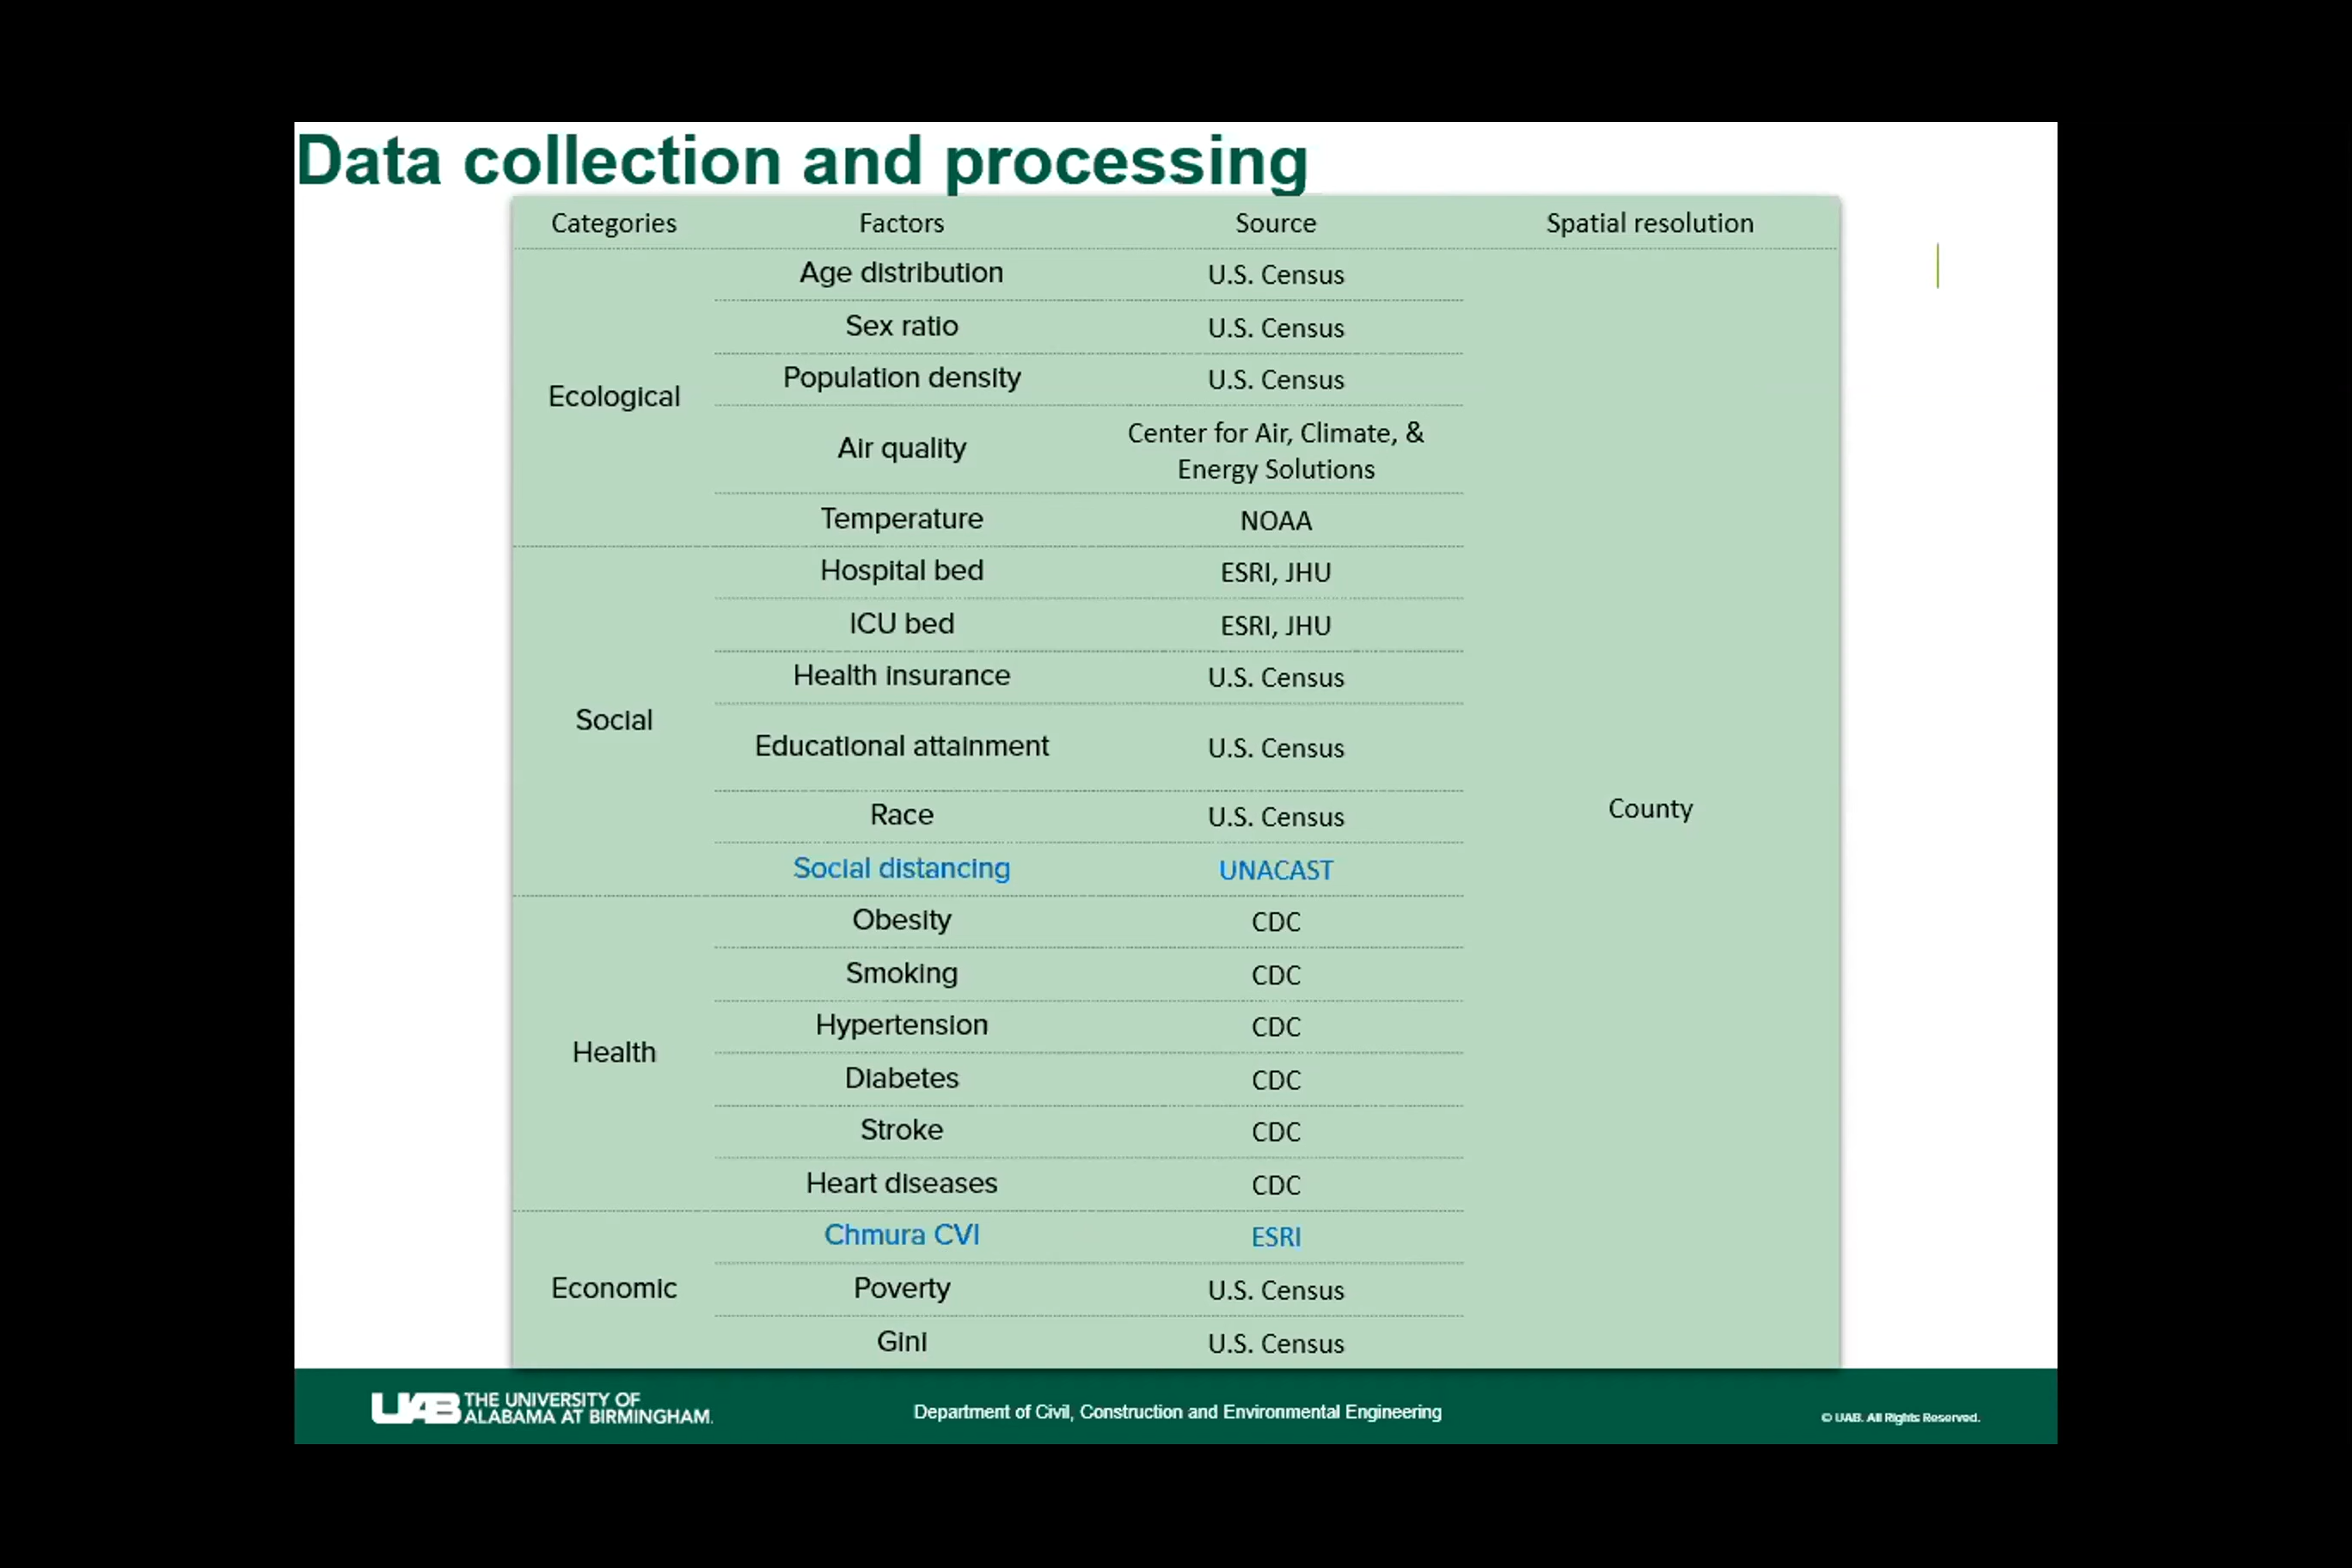 Data collection and processing
Categories Factors Source Spatial resolution
Age distribution U.S. Census
Sex ratio U.S. Census
Population density U.S. Census
Ecological
Air quality Center for Air, Climate, &
Energy Solutions
Temperature NOAA
Hospital bed ESRI, JHU
ICU bed ESRI, JHU
Health insurance U.S. Census
Social
Educational attainment U.S. Census
Race U.S. Census
County
Social distancing UNACAST
Obesity CDC
Smoking CDC
Hypertension CDC
Health
Diabetes CDC
Stroke CDC
Heart diseases CDC
Chmura CVI ESRI
Economic Poverty U.S. Census
Gini U.S. Census
UAB THE UNIVERSITY OF
ALABAMA AT BIRMINGHAM.
Department of Civil, Construction and Environmental Engineering
© UAB. All Rights Reserved.